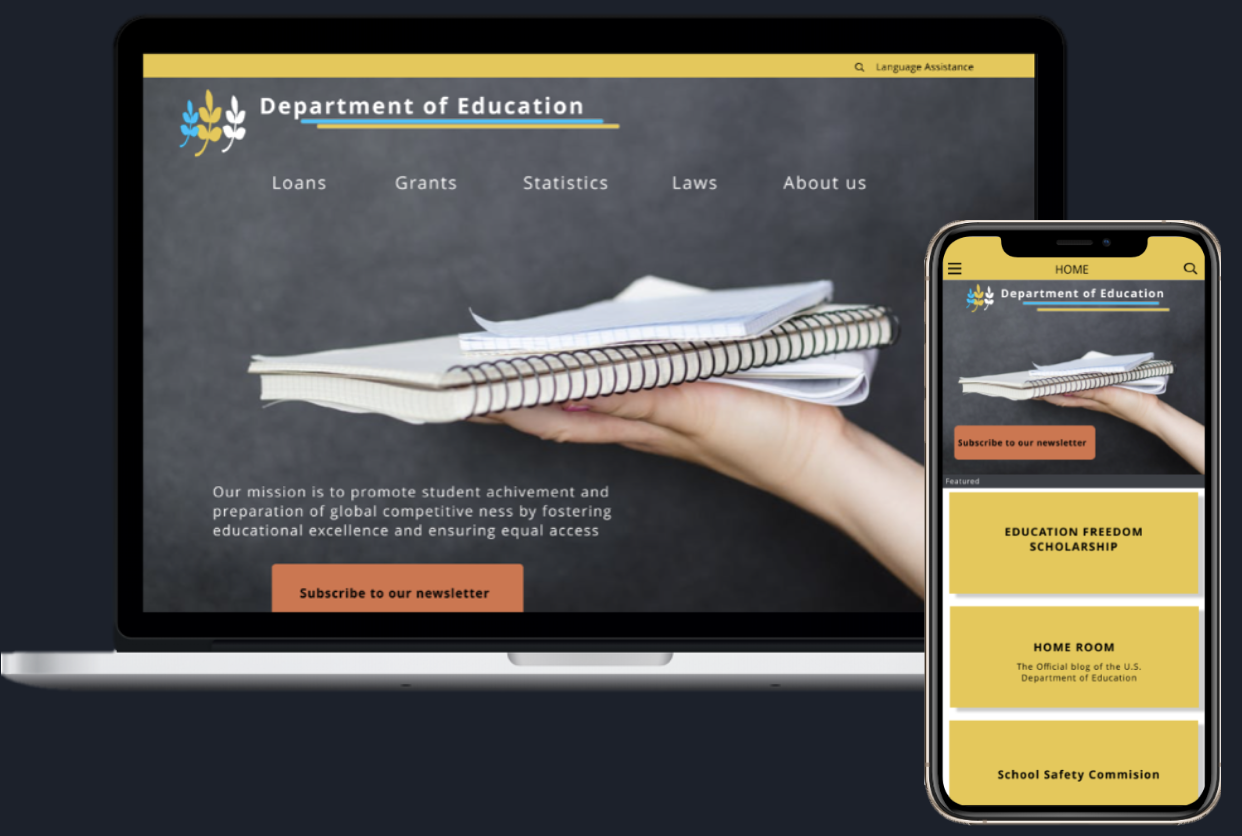 Language Assistance
Department of Education
Loans Grants Statistics Laws About us
Our mission is to promote student achivement and
preparation of global competitive ness by fostering
educational excellence and ensuring equal access
Subscribe to our newsletter
HOME
Department of Education
Subscribe to our newsletter
Featured
EDUCATION FREEDOM
SCHOLARSHIP
HOME ROOM
The Official blog of the U.S.
Department of Education
School Safety Commision